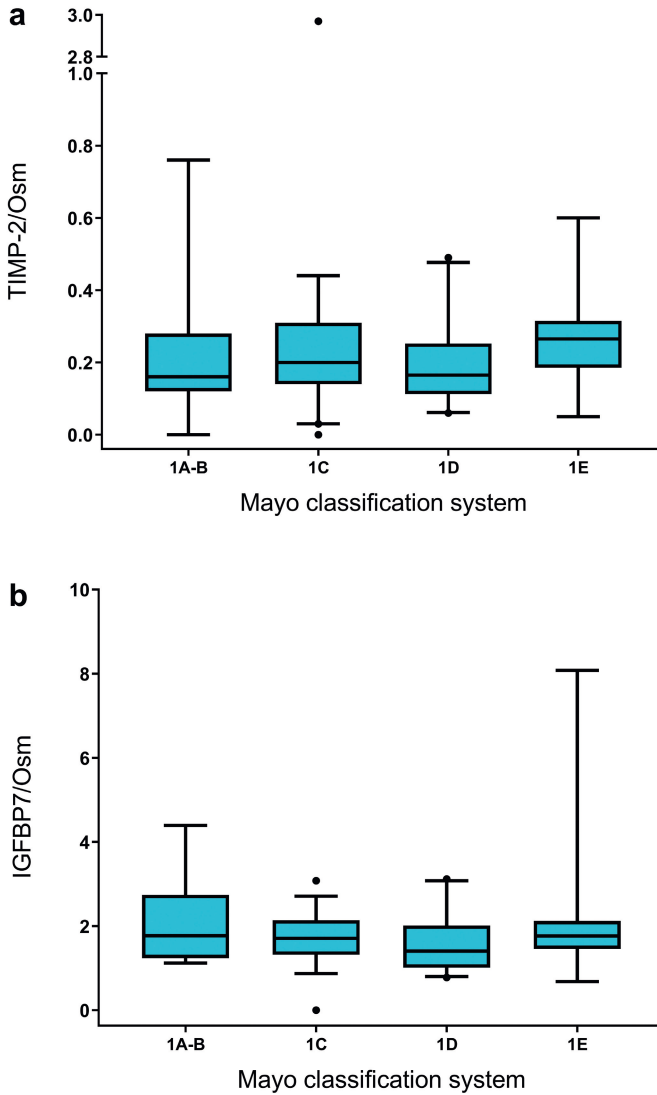 a
3.0
2.8
1.0
0.8
0.6
0.4
0.2
0.0
TIMP-2/Osm
1A-B 1C 1D 1E
Mayo classification system
b
10
8
6
4
2
0
IGFBP7/Osm
1A-B 1C 1D 1E
Mayo classification system